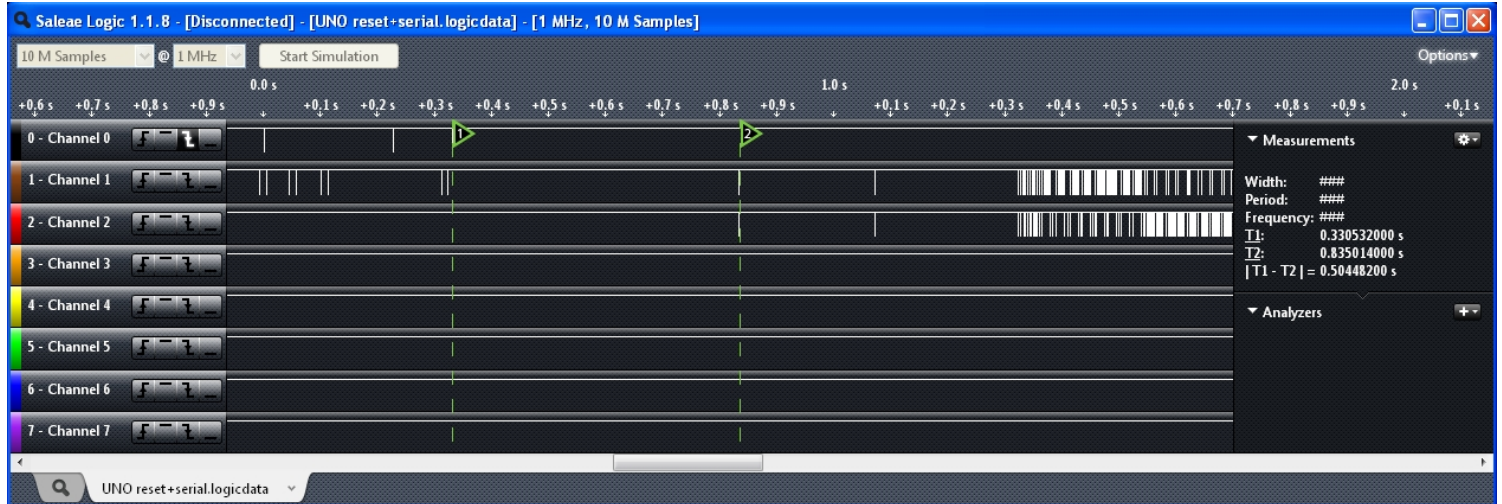 Saleae Logic 1.1.8 - [Disconnected] - [UNO reset+serial.logicdata] - [1 MHz, 10 M Samples]
10 M Samples @ 1 MHz Start Simulation Options
0.0 s 1.0 s 2.0 s
+0,6 s +0,7 s +0,8 s +0,9 s +0,1 s +0,2 s +0,3 s +0,4 s +0,5 s +0,6 s +0,7 s +0,8 s +0,9 s +0,1 s +0,2 s +0,3 s +0,4 s +0,5 s +0,6 s +0,7 s +0,8 s +0,9 s +0,1 s
0 - Channel 0 1 2
1 - Channel 1
2 - Channel 2
3 - Channel 3
4 - Channel 4
5 - Channel 5
6 - Channel 6
7 - Channel 7
Measurements
Width: ###
Period: ###
Frequency: ###
T1: 0.330532000 s
T2: 0.835014000 s
| T1 - T2 | = 0.50448200 s
Analyzers
UNO reset+serial.logicdata